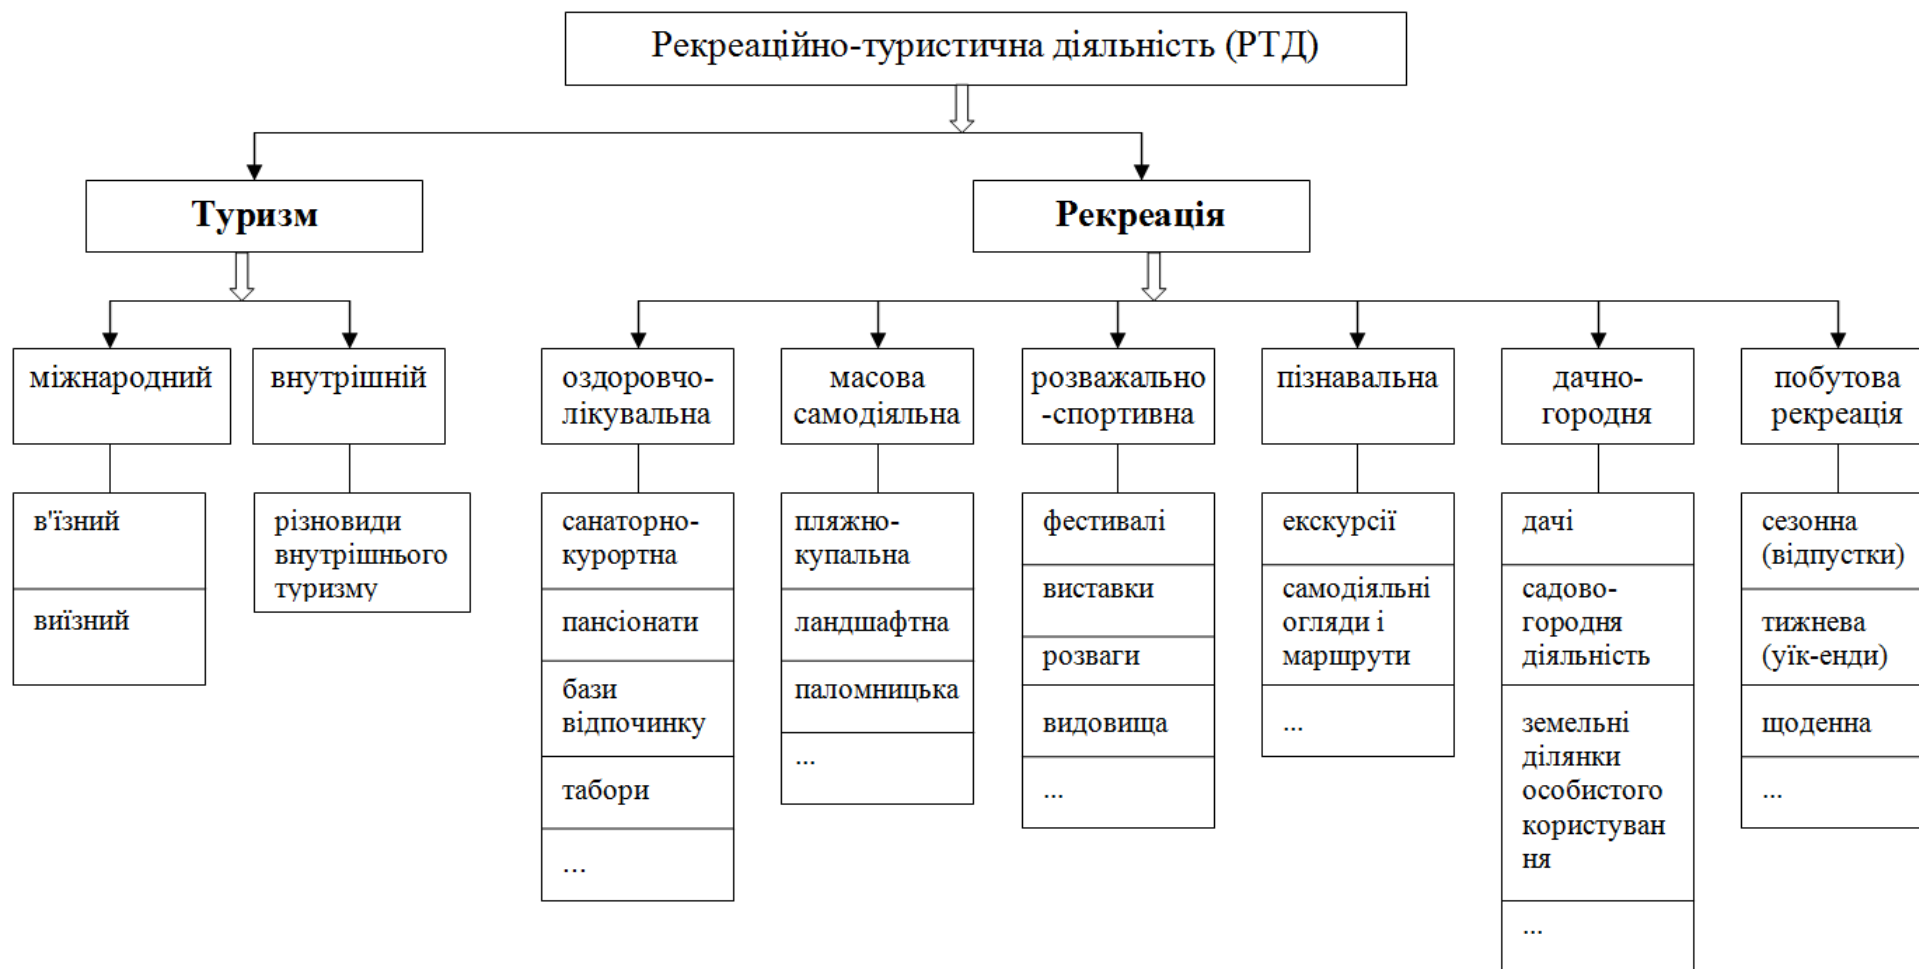 Рекреаційно-туристична діяльність (РТД)
Туризм
Рекреація
міжнародний
внутрішній
оздоровчо-
лікувальна
масова
самодіяльна
розважально
-спортивна
пізнавальна
дачно-
городня
побутова
рекреація
в'їзний
виїзний
різновиди
внутрішнього
туризму
санаторно-
курортна
пансіонати
бази
відпочинку
табори
...
пляжно-
купальна
ландшафтна
паломницька
...
фестивалі
виставки
розваги
видовища
...
екскурсії
самодіяльні
огляди і
маршрути
...
дачі
садово-
городня
діяльність
земельні
ділянки
особистого
користуван
ня
...
сезонна
(відпустки)
тижнева
(уїк-енди)
щоденна
...